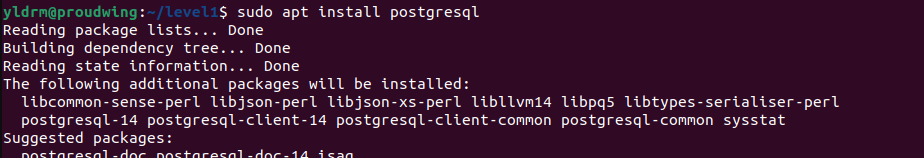 yldrm@proudwing:~/level1$ sudo apt install postgresql
Reading package lists... Done
Building dependency tree... Done
Reading state information... Done
The following additional packages will be installed:
  libcommon-sense-perl libjson-perl libjson-xs-perl libllvm14 libpq5 libtypes-serialiser-perl
  postgresql-14 postgresql-client-14 postgresql-client-common postgresql-common sysstat
Suggested packages:
  postgresql-doc postgresql-doc-14 isag